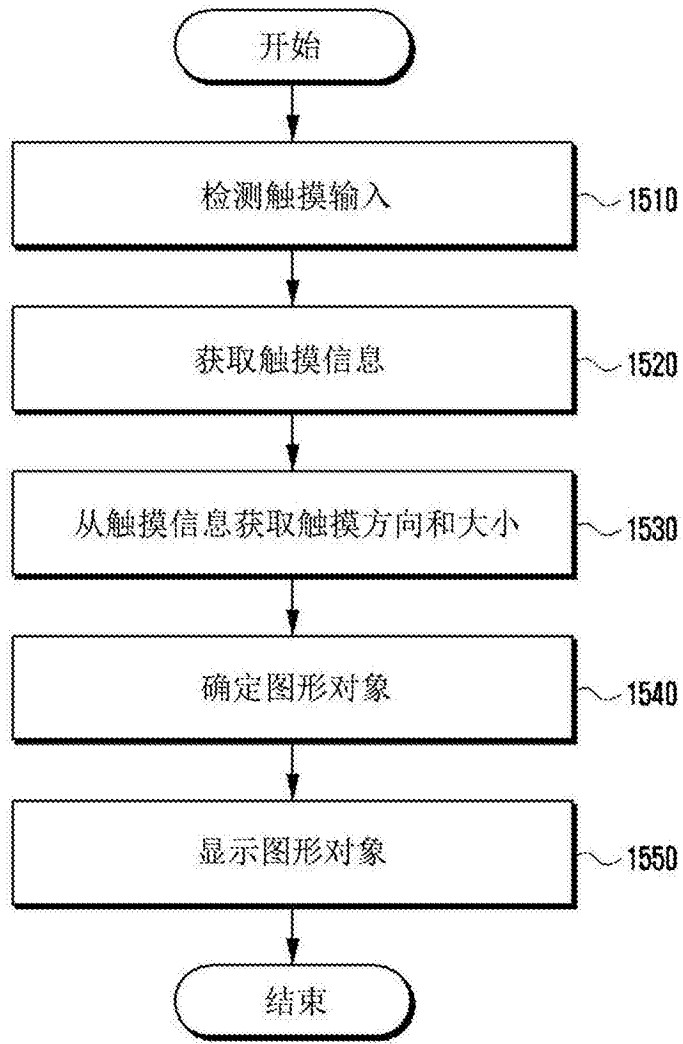 开始
检测触摸输入
1510
获取触摸信息
1520
从触摸信息获取触摸方向和大小
1530
确定图形对象
1540
显示图形对象
1550
结束